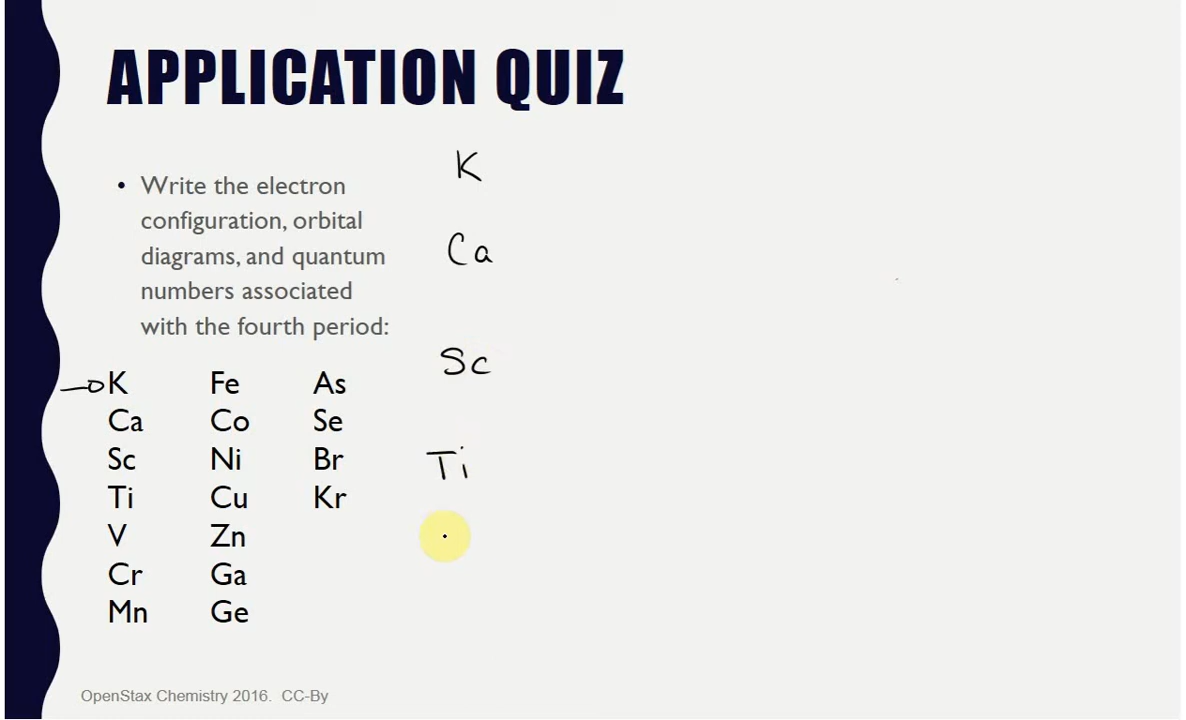 APPLICATION QUIZ
• Write the electron
configuration, orbital
diagrams, and quantum
numbers associated
with the fourth period:
K Fe As
Ca Co Se
Sc Ni Br
Ti Cu Kr
V Zn
Cr Ga
Mn Ge
K
Ca
Sc
Ti
OpenStax Chemistry 2016. CC-By